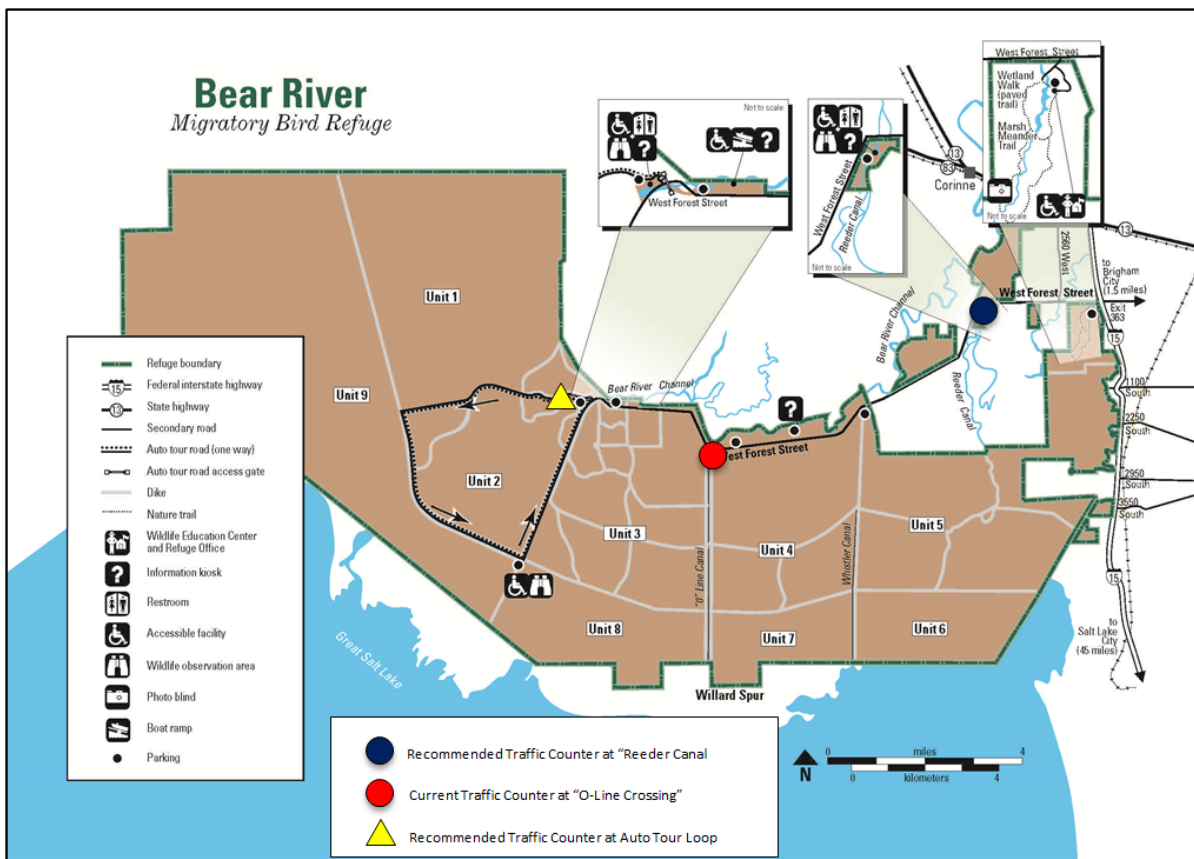 Bear River
Migratory Bird Refuge
Not to scale
West Forest Street
Not to scale
West Forest Street
Reeder Canal
West Forest Street
Wetland
Walk
(paved
trail)
Marsh
Meander
Trail
Not to scale
13
83
Corinne
2560 West
13
to
Brigham
City
(1.5 miles)
West Forest Street
Exit
363
15
Bear River Channel
Reeder Canal
1100
South
2250
South
2950
South
3550
South
15
to
Salt Lake
City
(45 miles)
Unit 1
Unit 9
Bear River Channel
?
West Forest Street
Unit 2
Unit 3
Unit 4
Unit 5
"O" Line Canal
Whistler Canal
Unit 8
Unit 7
Unit 6
Great Salt Lake
Willard Spur
Refuge boundary
15
Federal interstate highway
13
State highway
Secondary road
Auto tour road (one way)
Auto tour road access gate
Dike
Nature trail
Wildlife Education Center
and Refuge Office
?
Information kiosk
Restroom
Accessible facility
Wildlife observation area
Photo blind
Boat ramp
Parking
Recommended Traffic Counter at “Reeder Canal
Current Traffic Counter at “O-Line Crossing”
Recommended Traffic Counter at Auto Tour Loop
N
0 miles 4
0 kilometers 4